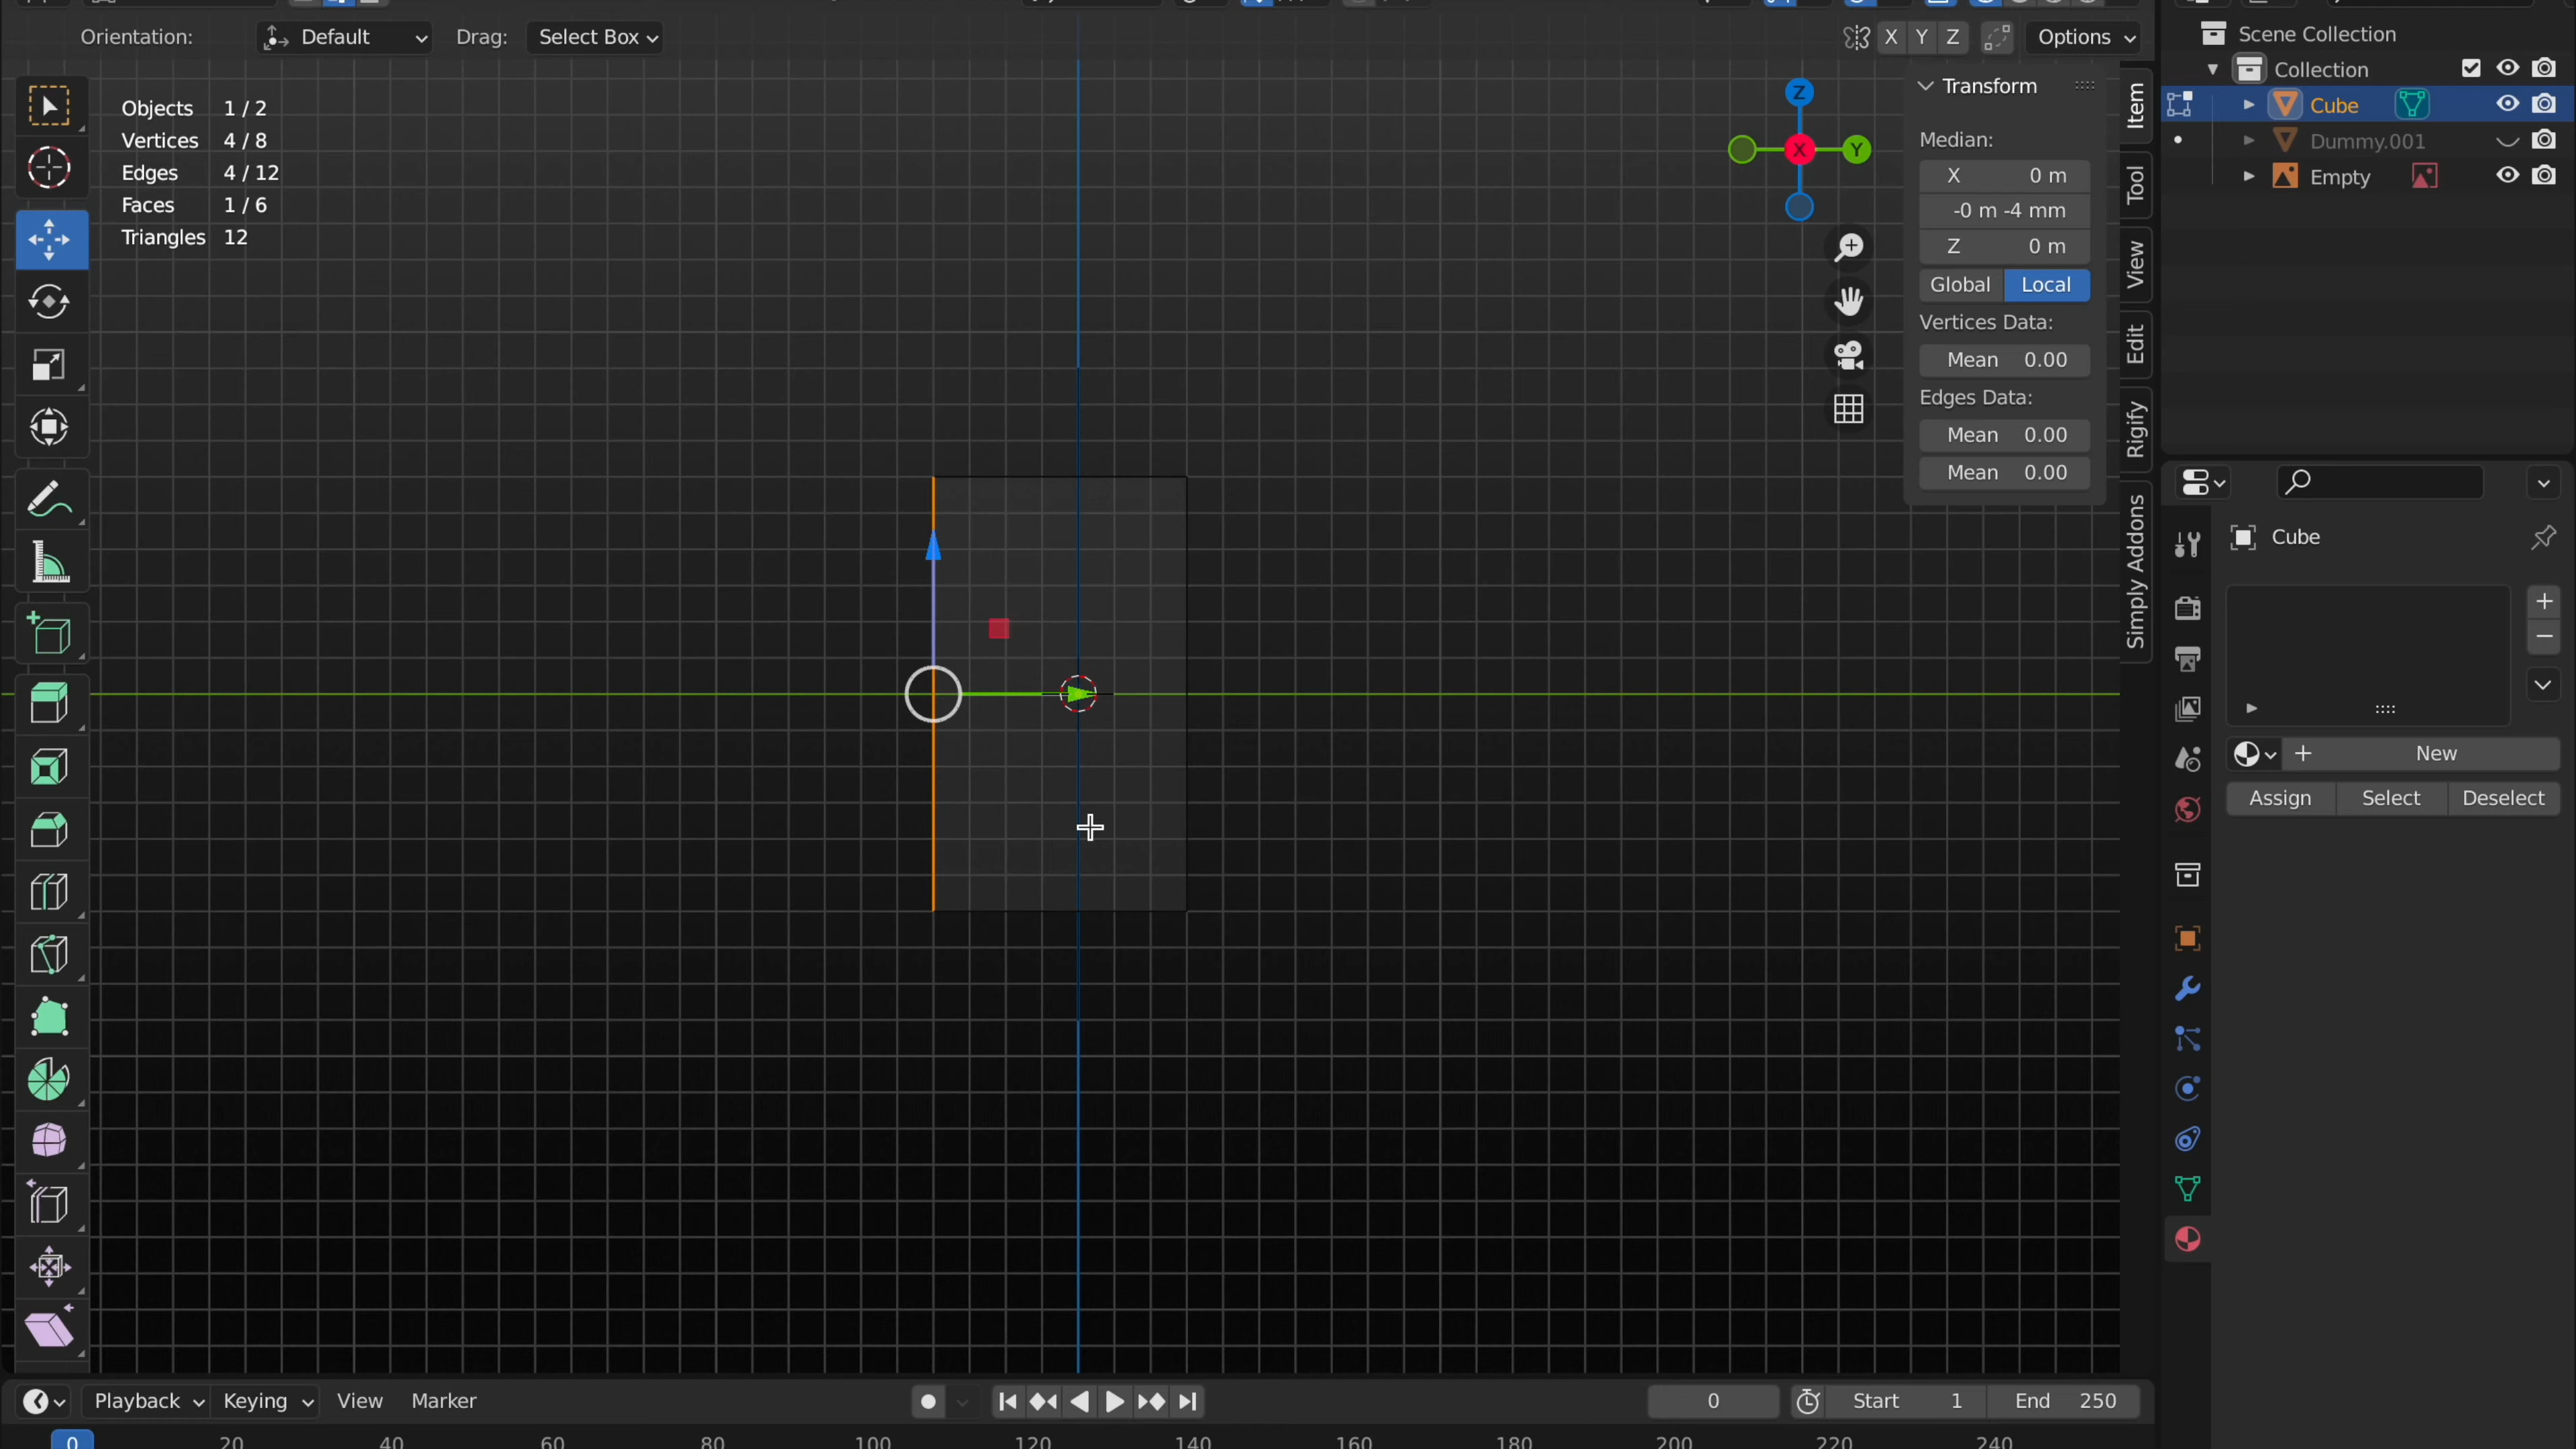 Orientation: Default Drag: Select Box X Y Z Options
Objects 1 / 2
Vertices 4 / 8
Edges 4 / 12
Faces 1 / 6
Triangles 12
Z
X
Y
Transform
Median:
X 0 m
-0 m -4 mm
Z 0 m
Global Local
Vertices Data:
Mean 0.00
Edges Data:
Mean 0.00
Mean 0.00
Item
Tool
View
Edit
Rigify
Simply Addons
Scene Collection
Collection
Cube
Dummy.001
Empty
Cube
New
Assign Select Deselect
Playback Keying View Marker 0 Start 1 End 250
0 20 40 60 80 100 120 140 160 180 200 220 240